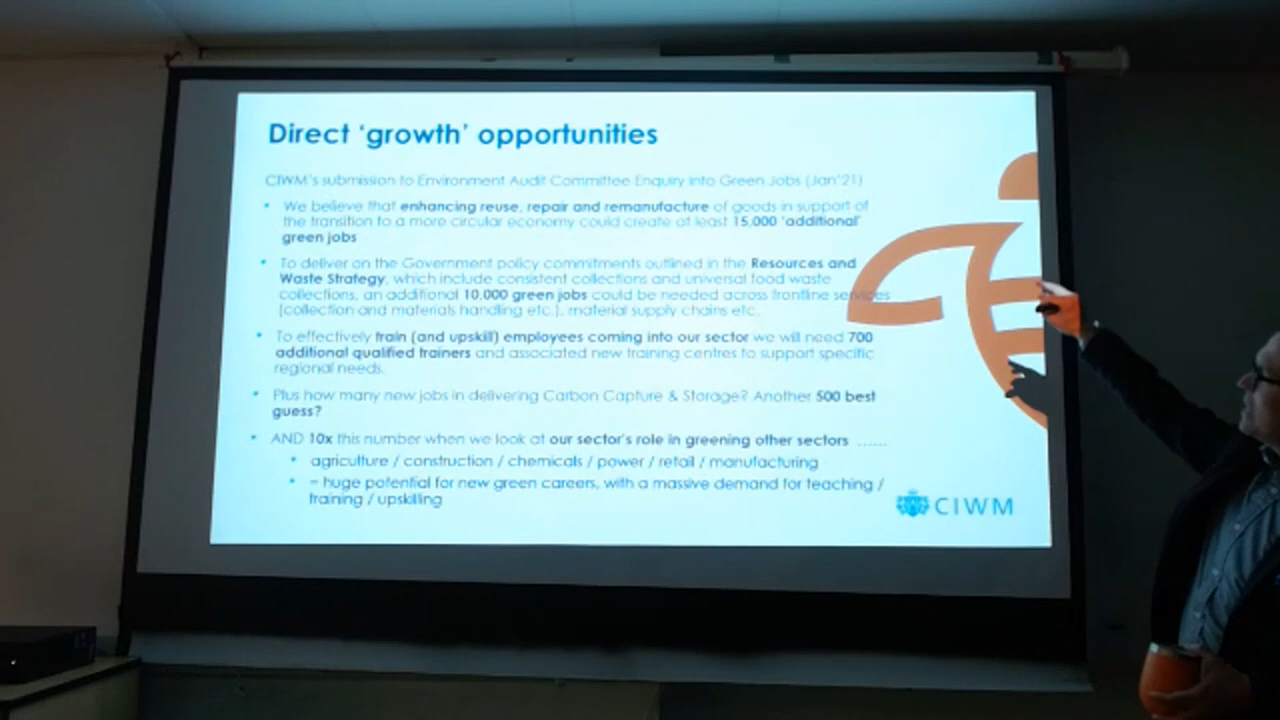 Direct ‘growth’ opportunities
CIWM's submission to Environment Audit Committee Enquiry into Green Jobs (Jan'21)
• We believe that enhancing reuse, repair and remanufacture of goods in support of
the transition to a more circular economy could create at least 15,000 ‘additional’
green jobs
• To deliver on the Government policy commitments outlined in the Resources and
Waste Strategy, which include consistent collections and universal food waste
collections, an additional 10,000 green jobs could be needed across frontline services
(collection and materials handling etc.), material supply chains etc.
• To effectively train (and upskill) employees coming into our sector we will need 700
additional qualified trainers and associated new training centres to support specific
regional needs.
• Plus how many new jobs in delivering Carbon Capture & Storage? Another 500 best
guess?
• AND 10x this number when we look at our sector's role in greening other sectors ......
• agriculture / construction / chemicals / power / retail / manufacturing
• = huge potential for new green careers, with a massive demand for teaching /
training / upskilling
CIWM